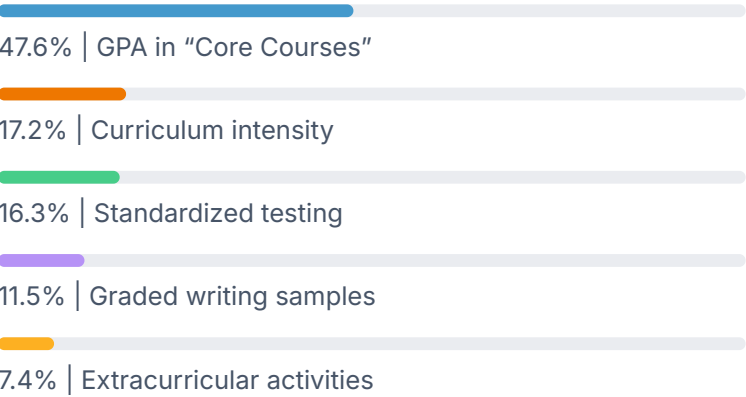 47.6% | GPA in “Core Courses”
17.2% | Curriculum intensity
16.3% | Standardized testing
11.5% | Graded writing samples
7.4% | Extracurricular activities